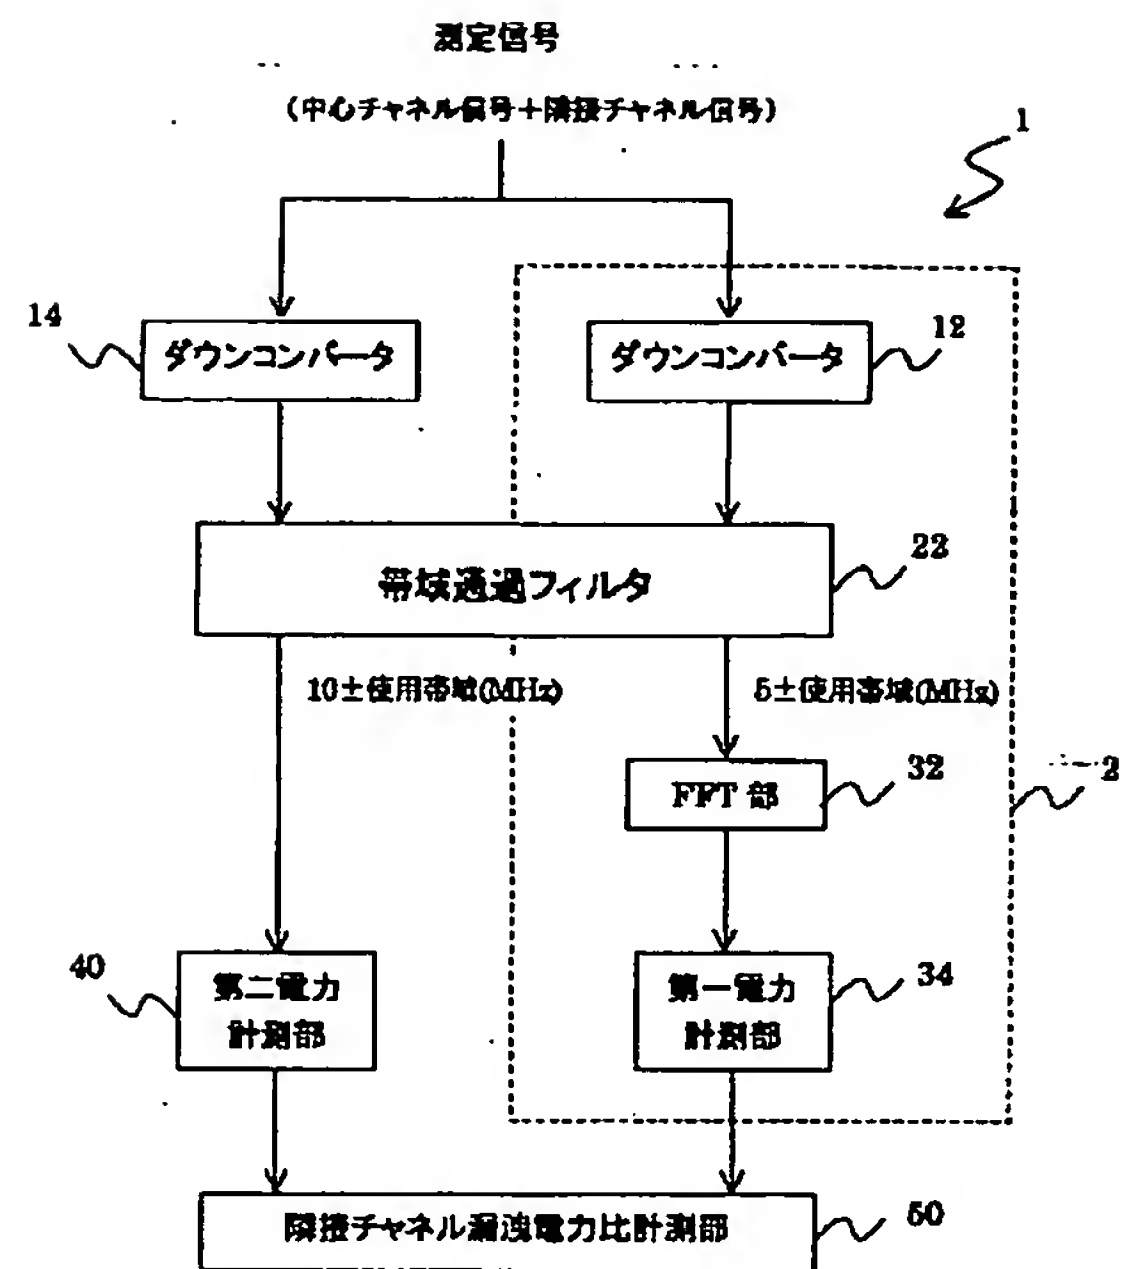 測定信号
(中心チャネル信号+隣接チャネル信号)
1
14
ダウンコンバータ
ダウンコンバータ
12
帯域通過フィルタ
22
10±使用帯域(MHz)
5±使用帯域(MHz)
FFT 部
32
2
40
第二電力
計測部
第一電力
計測部
34
隣接チャネル漏洩電力比計測部
50